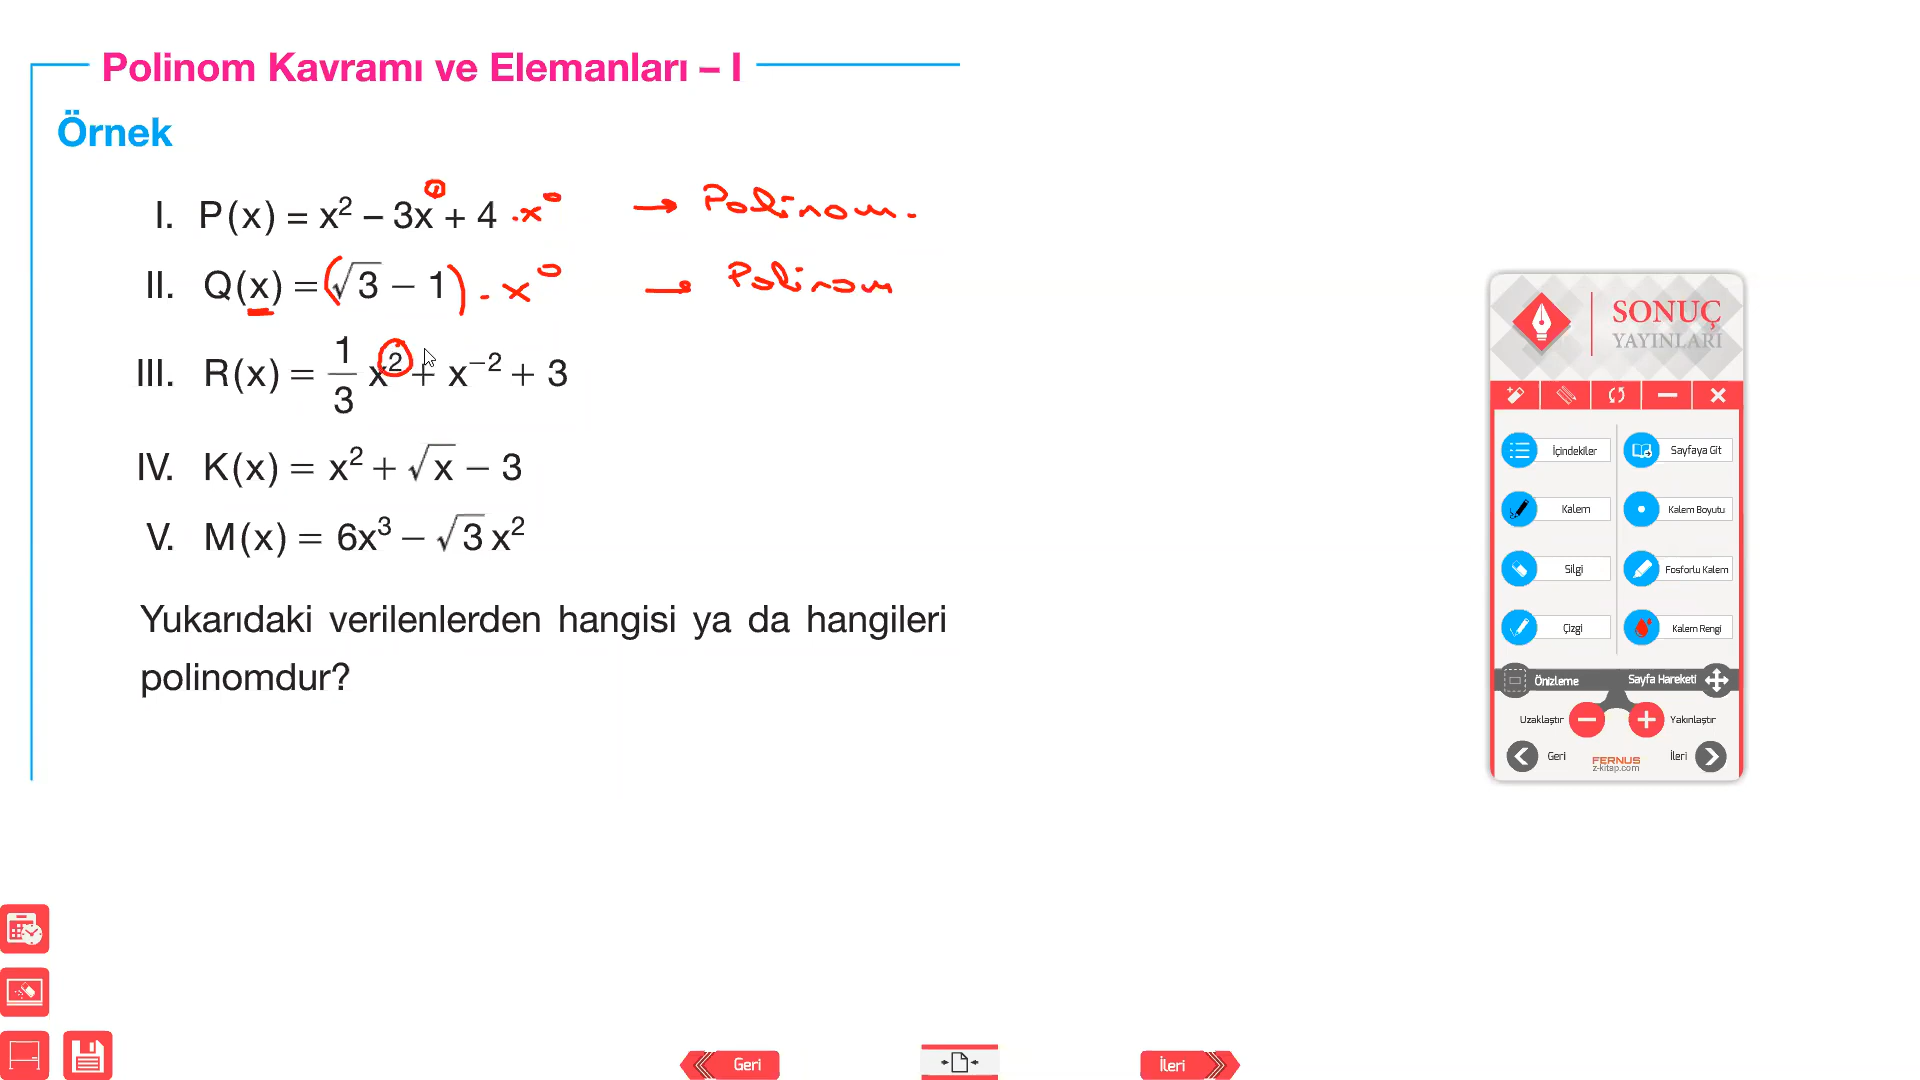 Polinom Kavramı ve Elemanları – I
Örnek
I. P(x) = x² – 3x¹ + 4 .x⁰ → Polinom.
II. Q(x) = (√3 – 1) . x⁰ → Polinom
III. R(x) = 1/3 x² + x⁻² + 3
IV. K(x) = x² + √x – 3
V. M(x) = 6x³ – √3 x²
Yukarıdaki verilenlerden hangisi ya da hangileri
polinomdur?
SONUÇ
YAYINLARI
İçindekiler
Sayfaya Git
Kalem
Kalem Boyutu
Silgi
Fosforlu Kalem
Çizgi
Kalem Rengi
Önizleme
Sayfa Hareketi
Uzaklaştır
Yakınlaştır
Geri
İleri
FERNUS
z-kitap.com
Geri
İleri